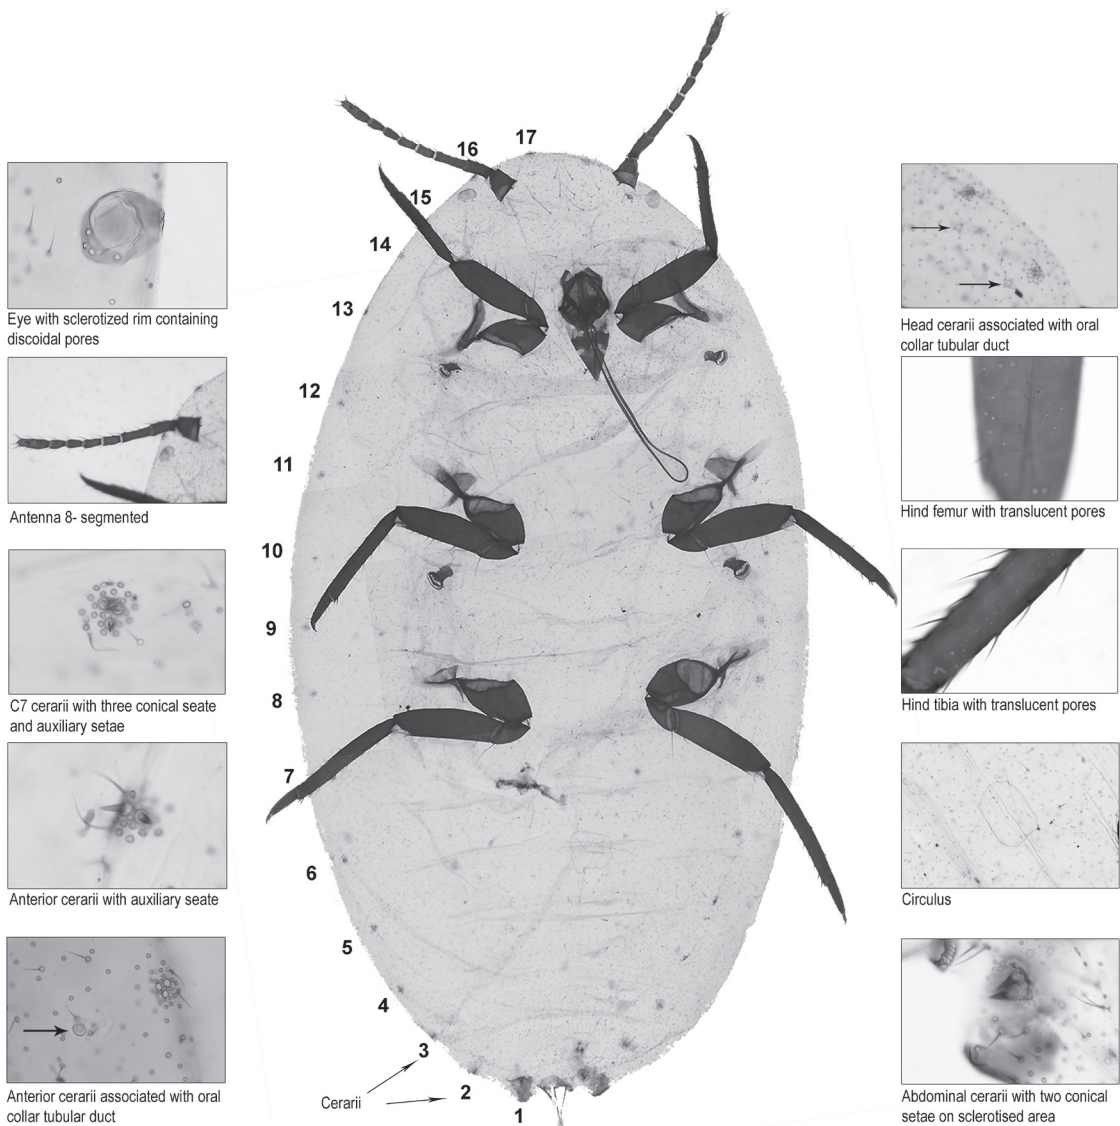 17
16
15
14
13
12
11
10
9
8
7
6
5
4
3
2
1
Cerarii
Eye with sclerotized rim containing
discoidal pores
Antenna 8- segmented
C7 cerarii with three conical seate
and auxiliary setae
Anterior cerarii with auxiliary seate
Anterior cerarii associated with oral
collar tubular duct
Head cerarii associated with oral
collar tubular duct
Hind femur with translucent pores
Hind tibia with translucent pores
Circulus
Abdominal cerarii with two conical
setae on sclerotised area